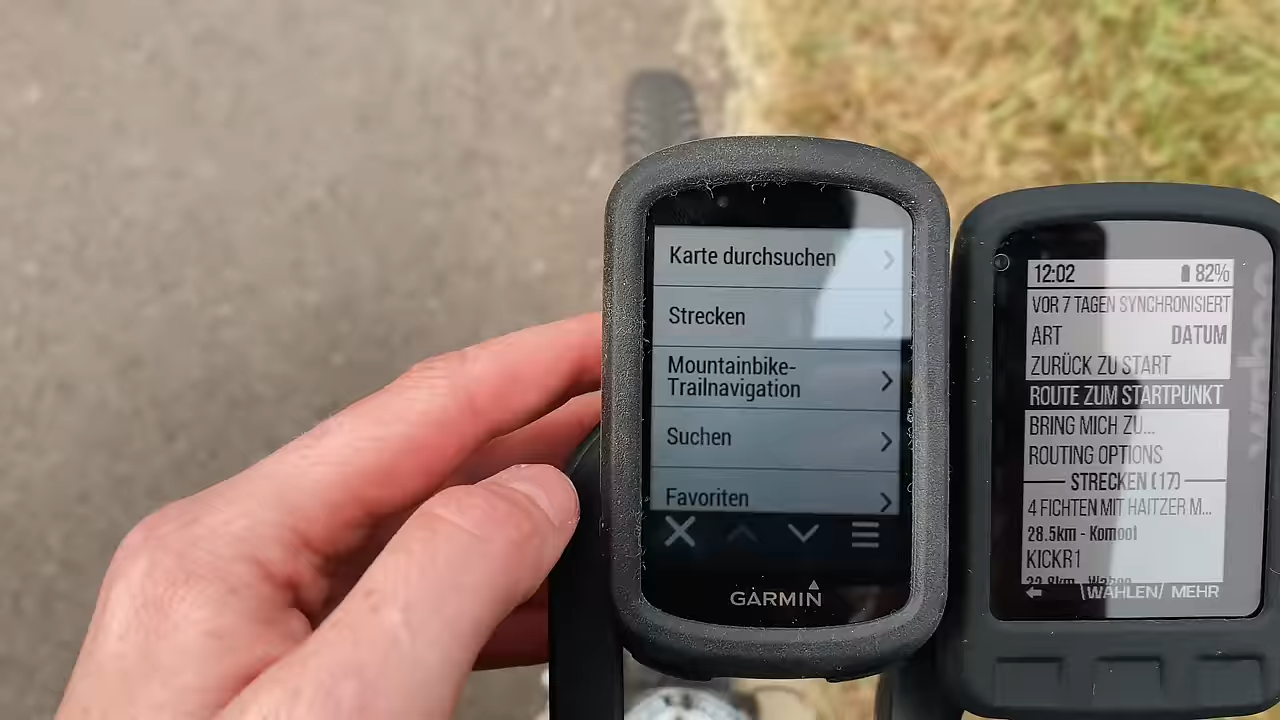 Karte durchsuchen
Strecken
Mountainbike-
Trailnavigation
Suchen
Favoriten
GARMIN
12:02 82%
VOR 7 TAGEN SYNCHRONISIERT
ART DATUM
ZURÜCK ZU START
ROUTE ZUM STARTPUNKT
BRING MICH ZU...
ROUTING OPTIONS
STRECKEN (17)
4 FICHTEN MIT HAITZER M...
28.5km - Komoot
KICKR1
WÄHLEN MEHR
wahoo